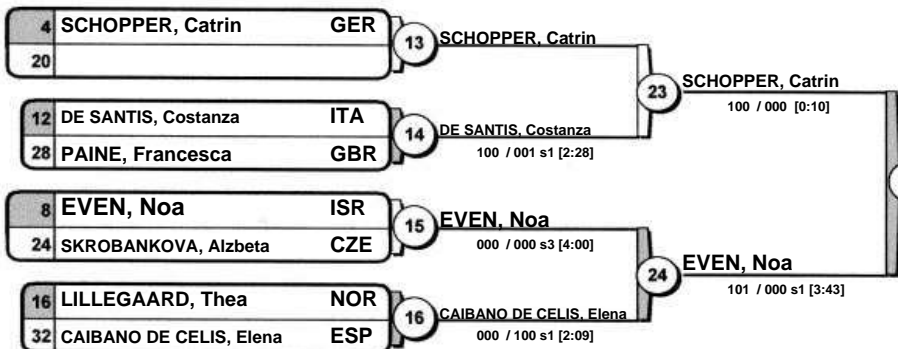 4 SCHOPPER, Catrin GER
20
13 SCHOPPER, Catrin
12 DE SANTIS, Costanza ITA
28 PAINE, Francesca GBR
14 DE SANTIS, Costanza
100 / 001 s1 [2:28]
23 SCHOPPER, Catrin
100 / 000 [0:10]
8 EVEN, Noa ISR
24 SKROBANKOVA, Alzbeta CZE
15 EVEN, Noa
000 / 000 s3 [4:00]
16 LILLEGAARD, Thea NOR
32 CAIBANO DE CELIS, Elena ESP
16 CAIBANO DE CELIS, Elena
000 / 100 s1 [2:09]
24 EVEN, Noa
101 / 000 s1 [3:43]